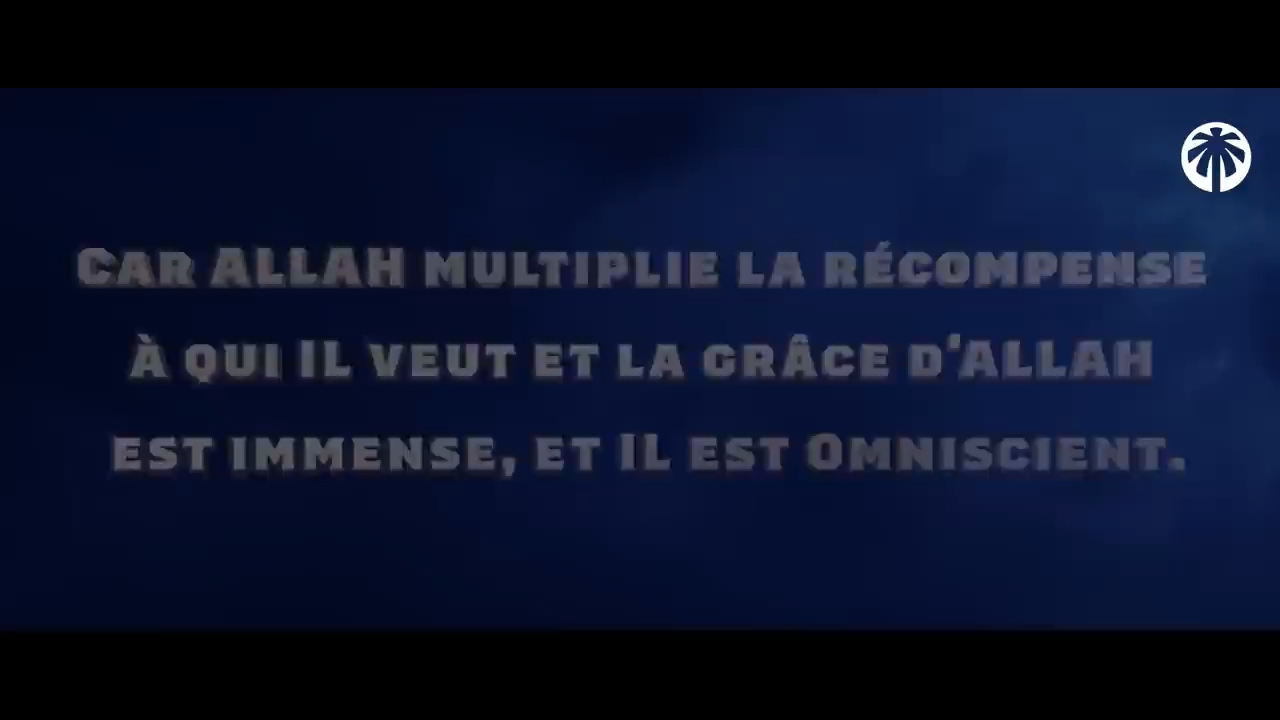 Car ALLAH multiplie la récompense
à qui IL veut et la grâce d'ALLAH
est immense, et Il est Omniscient.